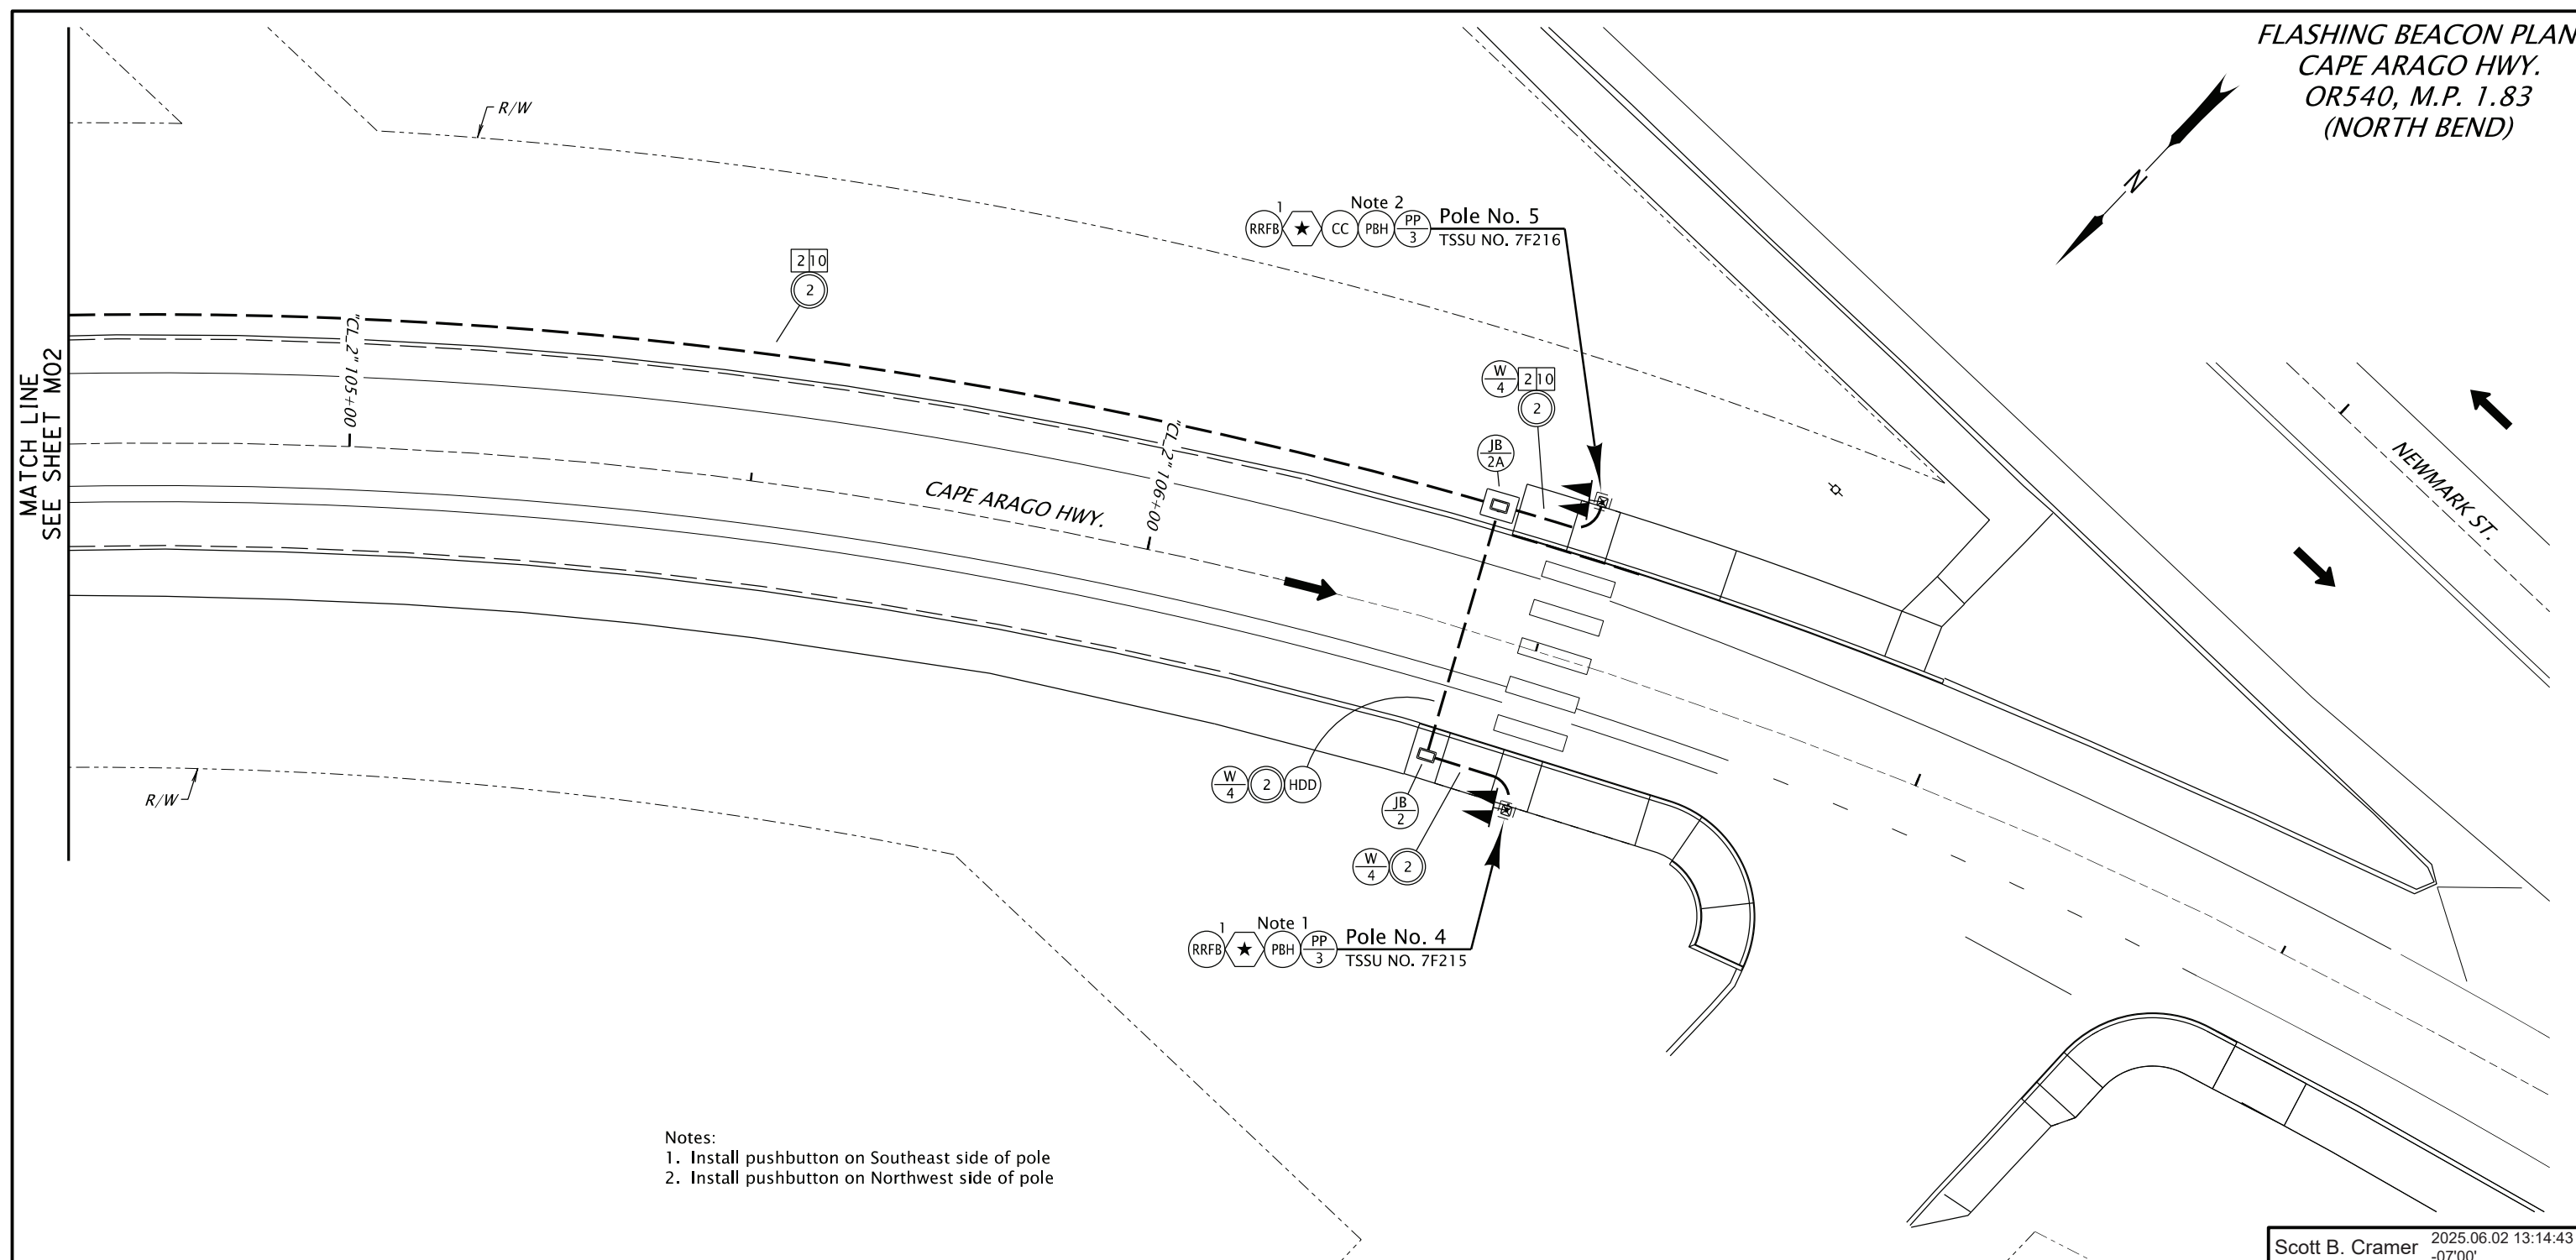 FLASHING BEACON PLAN
CAPE ARAGO HWY.
OR540, M.P. 1.83
(NORTH BEND)
N
R/W
1
Note 2
RRFB ★ CC PBH PP 3
Pole No. 5
TSSU NO. 7F216
2 10
2
MATCH LINE
SEE SHEET MO2
"CL_2" 105+00
"CL_2" 106+00
CAPE ARAGO HWY.
W 4 2 10
2
JB 2A
NEWMARK ST.
R/W
W 4 2 HDD
JB 2
W 4 2
1
Note 1
RRFB ★ PBH PP 3
Pole No. 4
TSSU NO. 7F215
Notes:
1. Install pushbutton on Southeast side of pole
2. Install pushbutton on Northwest side of pole
Scott B. Cramer
2025.06.02 13:14:43
-07'00'